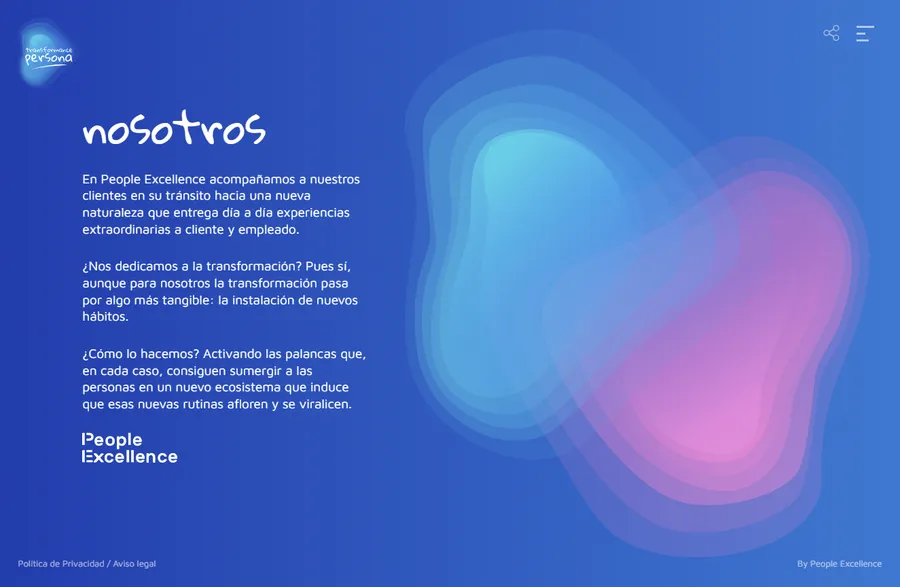 transformance
persona
nosotros
En People Excellence acompañamos a nuestros
clientes en su tránsito hacia una nueva
naturaleza que entrega día a día experiencias
extraordinarias a cliente y empleado.
¿Nos dedicamos a la transformación? Pues sí,
aunque para nosotros la transformación pasa
por algo más tangible: la instalación de nuevos
hábitos.
¿Cómo lo hacemos? Activando las palancas que,
en cada caso, consiguen sumergir a las
personas en un nuevo ecosistema que induce
que esas nuevas rutinas afloren y se viralicen.
People
Excellence
Política de Privacidad / Aviso legal
By People Excellence